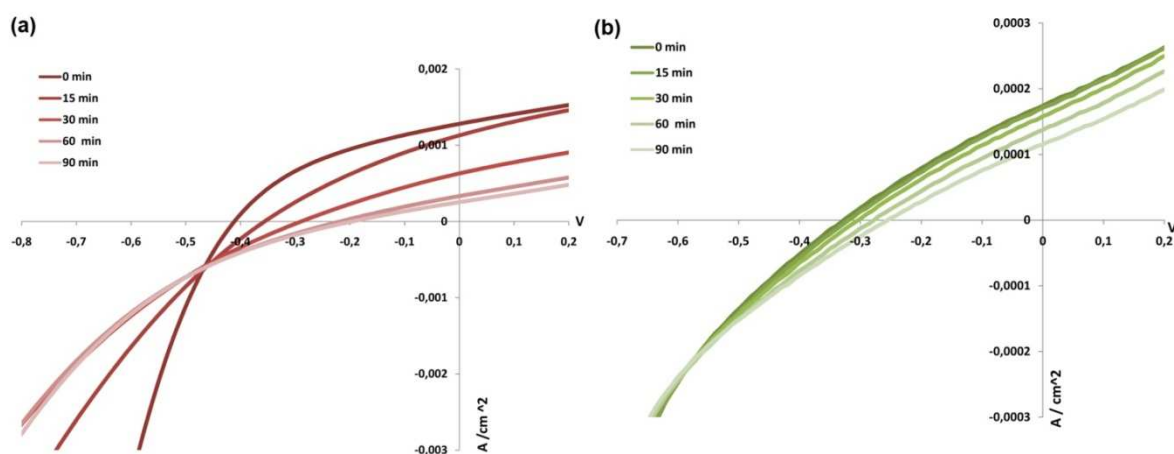 (a)
0 min
15 min
30 min
60 min
90 min
0,002
0,001
0
-0,001
-0,002
-0,003
-0,8 -0,7 -0,6 -0,5 -0,4 -0,3 -0,2 -0,1 0 0,1 0,2
V
A /cm ^2
(b)
0 min
15 min
30 min
60 min
90 min
0,0003
0,0002
0,0001
0
-0,0001
-0,0002
-0,0003
-0,7 -0,6 -0,5 -0,4 -0,3 -0,2 -0,1 0 0,1 0,2
V
A / cm^2